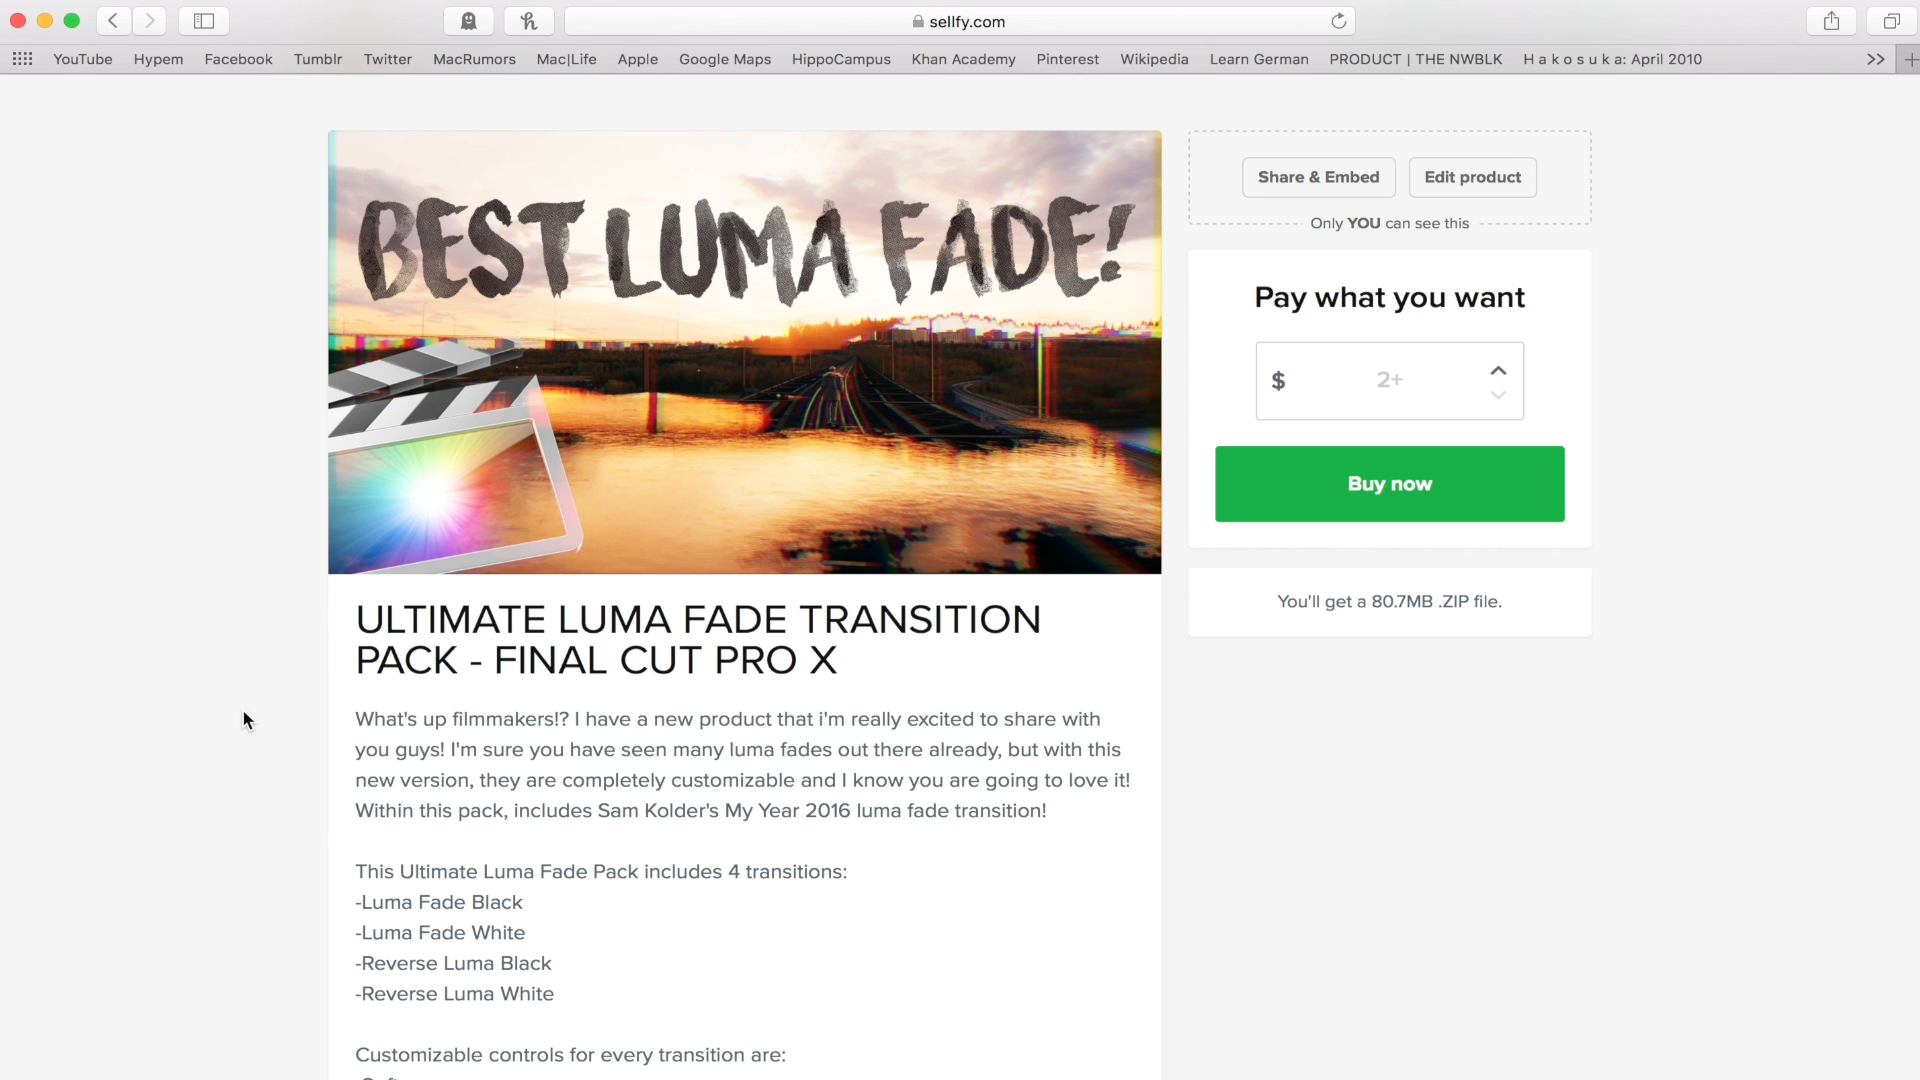 sellfy.com
YouTube Hypem Facebook Tumblr Twitter MacRumors Mac|Life Apple Google Maps HippoCampus Khan Academy Pinterest Wikipedia Learn German PRODUCT | THE NWBLK H a k o s u k a: April 2010
BEST LUMA FADE!
Share & Embed Edit product
Only YOU can see this
Pay what you want
$ 2+
Buy now
You'll get a 80.7MB .ZIP file.
ULTIMATE LUMA FADE TRANSITION
PACK - FINAL CUT PRO X
What's up filmmakers!? I have a new product that i'm really excited to share with
you guys! I'm sure you have seen many luma fades out there already, but with this
new version, they are completely customizable and I know you are going to love it!
Within this pack, includes Sam Kolder's My Year 2016 luma fade transition!
This Ultimate Luma Fade Pack includes 4 transitions:
-Luma Fade Black
-Luma Fade White
-Reverse Luma Black
-Reverse Luma White
Customizable controls for every transition are: